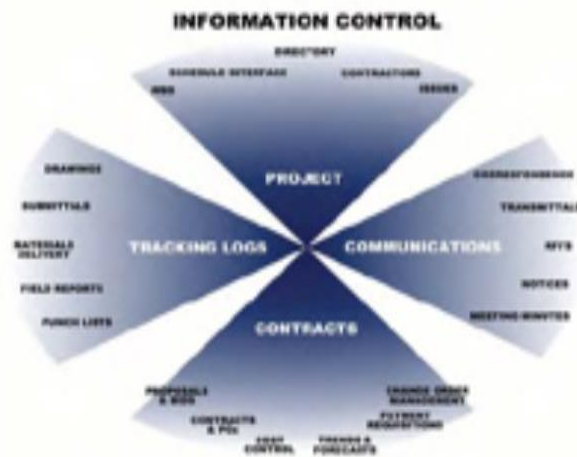 INFORMATION CONTROL
DIRECTORY
SCHEDULE INTERFACE
CONTRACTORS
WBS
ISSUES
PROJECT
DRAWINGS
SUBMITTALS
MATERIALS
DELIVERY
FIELD REPORTS
PUNCH LISTS
TRACKING LOGS
COMMUNICATIONS
CORRESPONDENCE
TRANSMITTALS
RFI'S
NOTICES
MEETING MINUTES
CONTRACTS
PROPOSALS
& BIDS
CONTRACTS
& POs
COST
CONTROL
TRENDS &
FORECASTS
PAYMENT
REQUISITIONS
CHANGE ORDER
MANAGEMENT